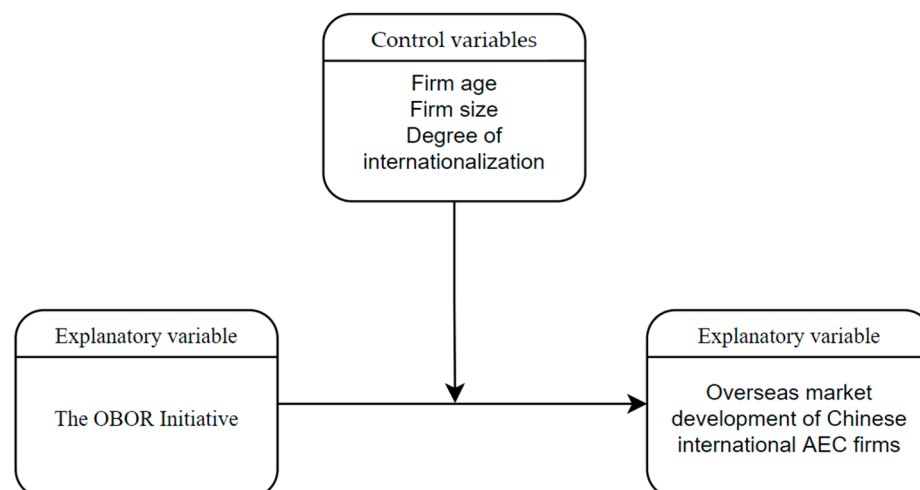 Control variables
Firm age
Firm size
Degree of
internationalization
Explanatory variable
The OBOR Initiative
Explanatory variable
Overseas market
development of Chinese
international AEC firms